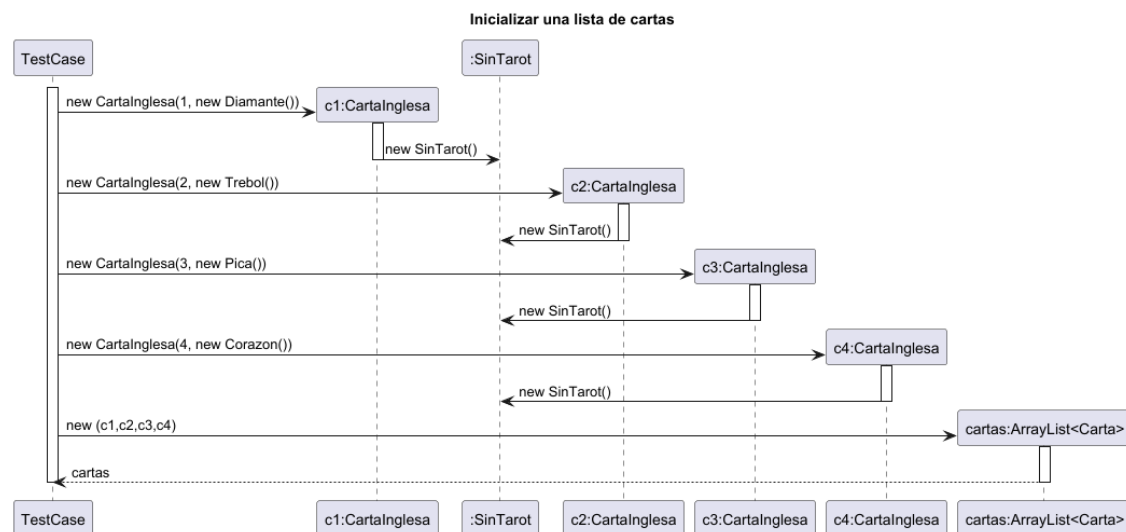 Inicializar una lista de cartas
TestCase
:SinTarot
new CartaInglesa(1, new Diamante())
c1:CartaInglesa
new SinTarot()
new CartaInglesa(2, new Trebol())
c2:CartaInglesa
new SinTarot()
new CartaInglesa(3, new Pica())
c3:CartaInglesa
new SinTarot()
new CartaInglesa(4, new Corazon())
c4:CartaInglesa
new SinTarot()
new (c1,c2,c3,c4)
cartas:ArrayList<Carta>
cartas
TestCase
c1:CartaInglesa
:SinTarot
c2:CartaInglesa
c3:CartaInglesa
c4:CartaInglesa
cartas:ArrayList<Carta>